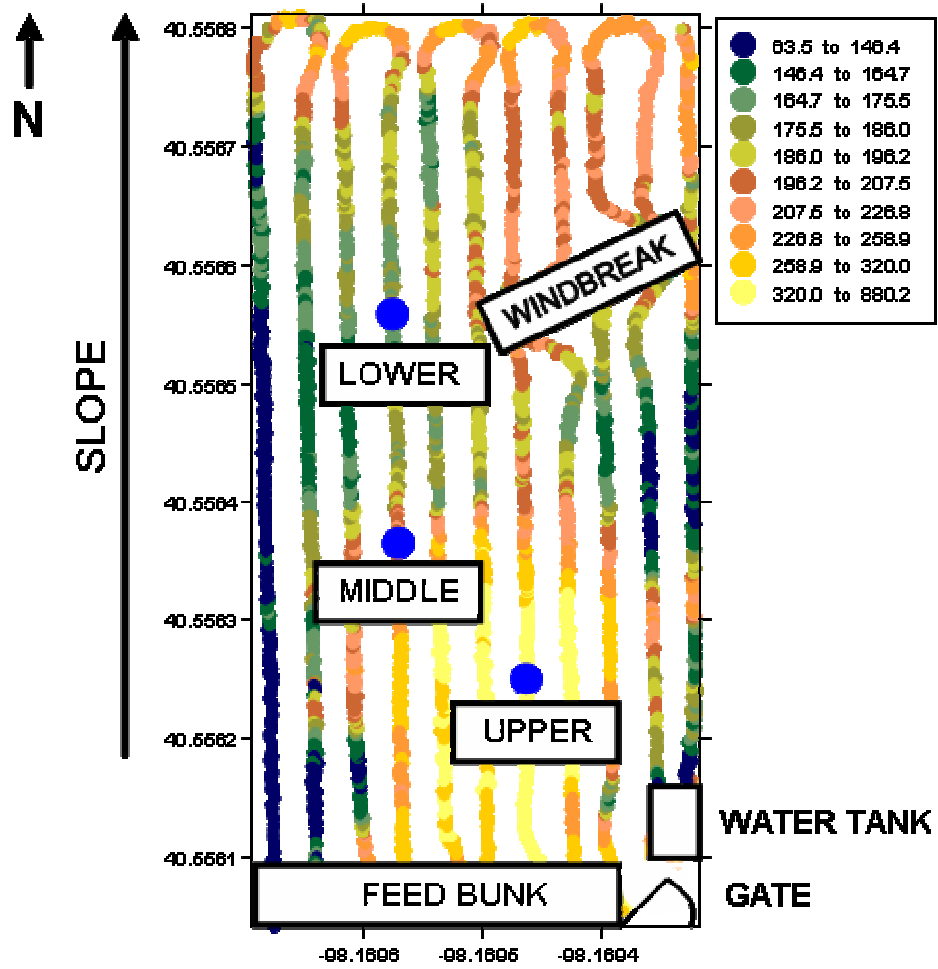 N
SLOPE
40.5568
40.5567
40.5566
40.5565
40.5564
40.5563
40.5562
40.5561
WINDBREAK
LOWER
MIDDLE
UPPER
FEED BUNK
WATER TANK
GATE
-98.1696
-98.1695
-98.1694
63.5 to 146.4
146.4 to 164.7
164.7 to 175.5
175.5 to 186.0
186.0 to 196.2
196.2 to 207.5
207.5 to 226.8
226.8 to 258.9
258.9 to 320.0
320.0 to 880.2